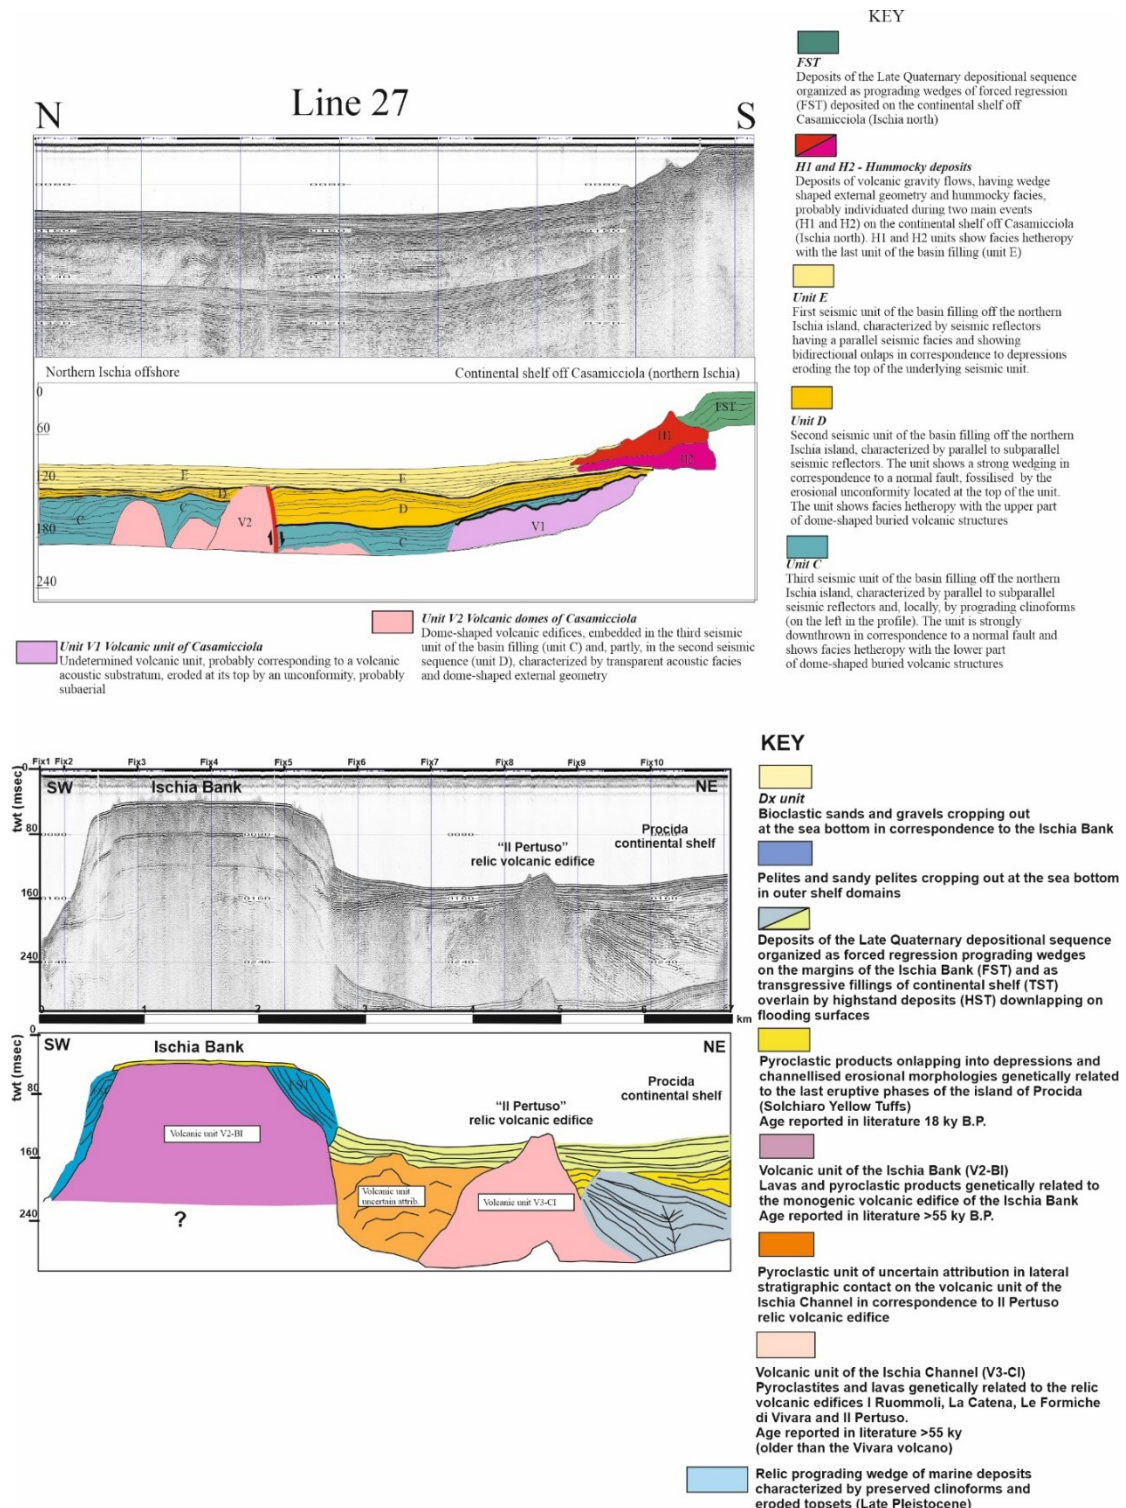 KEY
FST
Deposits of the Late Quaternary depositional sequence
organized as prograding wedges of forced regression
(FST) deposited on the continental shelf off
Casamicciola (Ischia north)
H1 and H2 - Hummocky deposits
Deposits of volcanic gravity flows, having wedge
shaped external geometry and hummocky facies,
probably individuated during two main events
(H1 and H2) on the continental shelf off Casamicciola
(Ischia north). H1 and H2 units show facies hetheropy
with the last unit of the basin filling (unit E)
Unit E
First seismic unit of the basin filling off the northern
Ischia island, characterized by seismic reflectors
having a parallel seismic facies and showing
bidirectional onlaps in correspondence to depressions
eroding the top of the underlying seismic unit.
Unit D
Second seismic unit of the basin filling off the northern
Ischia island, characterized by parallel to subparallel
seismic reflectors. The unit shows a strong wedging in
correspondence to a normal fault, fossilised by the
erosional unconformity located at the top of the unit.
The unit shows facies hetheropy with the upper part
of dome-shaped buried volcanic structures
Unit C
Third seismic unit of the basin filling off the northern
Ischia island, characterized by parallel to subparallel
seismic reflectors and, locally, by prograding clinoforms
(on the left in the profile). The unit is strongly
downthrown in correspondence to a normal fault and
shows facies hetheropy with the lower part
of dome-shaped buried volcanic structures
N
Line 27
S
Northern Ischia offshore
Continental shelf off Casamicciola (northern Ischia)
0
60
120
180
240
FST
H1
H2
E
E
D
D
C
C
C
V2
V1
Unit V2 Volcanic domes of Casamicciola
Dome-shaped volcanic edifices, embedded in the third seismic
unit of the basin filling (unit C) and, partly, in the second seismic
sequence (unit D), characterized by transparent acoustic facies
and dome-shaped external geometry
Unit V1 Volcanic unit of Casamicciola
Undetermined volcanic unit, probably corresponding to a volcanic
acoustic substratum, eroded at its top by an unconformity, probably
subaerial
Fix1 Fix2 Fix3 Fix4 Fix5 Fix6 Fix7 Fix8 Fix9 Fix10
twt (msec)
0
80
160
240
SW
Ischia Bank
NE
Procida
continental shelf
"Il Pertuso"
relic volcanic edifice
0 1 2 5 6 7
km
twt (msec)
0
80
160
240
SW
Ischia Bank
NE
Procida
continental shelf
"Il Pertuso"
relic volcanic edifice
FST
Volcanic unit V2-BI
Volcanic unit
uncertain attrib.
Volcanic unit V3-CI
?
KEY
Dx unit
Bioclastic sands and gravels cropping out
at the sea bottom in correspondence to the Ischia Bank
Pelites and sandy pelites cropping out at the sea bottom
in outer shelf domains
Deposits of the Late Quaternary depositional sequence
organized as forced regression prograding wedges
on the margins of the Ischia Bank (FST) and as
transgressive fillings of continental shelf (TST)
overlain by highstand deposits (HST) downlapping on
flooding surfaces
Pyroclastic products onlapping into depressions and
channellised erosional morphologies genetically related
to the last eruptive phases of the island of Procida
(Solchiaro Yellow Tuffs)
Age reported in literature 18 ky B.P.
Volcanic unit of the Ischia Bank (V2-BI)
Lavas and pyroclastic products genetically related to
the monogenic volcanic edifice of the Ischia Bank
Age reported in literature >55 ky B.P.
Pyroclastic unit of uncertain attribution in lateral
stratigraphic contact on the volcanic unit of the
Ischia Channel in correspondence to Il Pertuso
relic volcanic edifice
Volcanic unit of the Ischia Channel (V3-CI)
Pyroclastites and lavas genetically related to the relic
volcanic edifices I Ruommoli, La Catena, Le Formiche
di Vivara and Il Pertuso.
Age reported in literature >55 ky
(older than the Vivara volcano)
Relic prograding wedge of marine deposits
characterized by preserved clinoforms and
eroded topsets (Late Pleistocene)